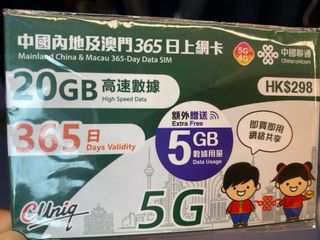 中國內地及澳門365日上網卡
Mainland China & Macau 365-Day Data SIM
5G
4G
中國聯通
China unicom
20GB 高速數據
High Speed Data
HK$298
365日
Days Validity
額外贈送
Extra Free
5GB 數據用量
Data Usage
即買即用
網絡共享
CUniq
5G